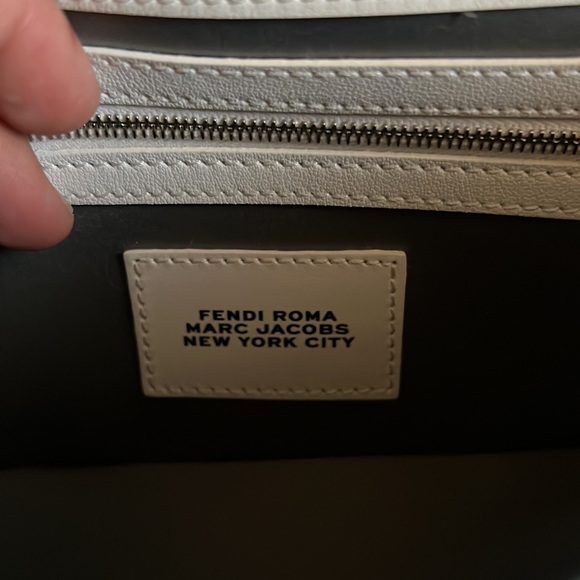 FENDI ROMA
MARC JACOBS
NEW YORK CITY